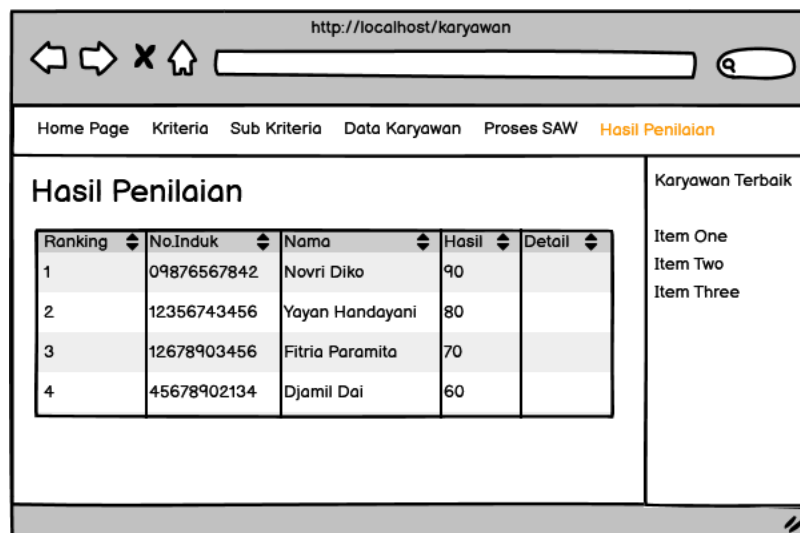 http://localhost/karyawan
Home Page Kriteria Sub Kriteria Data Karyawan Proses SAW Hasil Penilaian
Hasil Penilaian
Ranking No.Induk Nama Hasil Detail
1 09876567842 Novri Diko 90
2 12356743456 Yayan Handayani 80
3 12678903456 Fitria Paramita 70
4 45678902134 Djamil Dai 60
Karyawan Terbaik
Item One
Item Two
Item Three